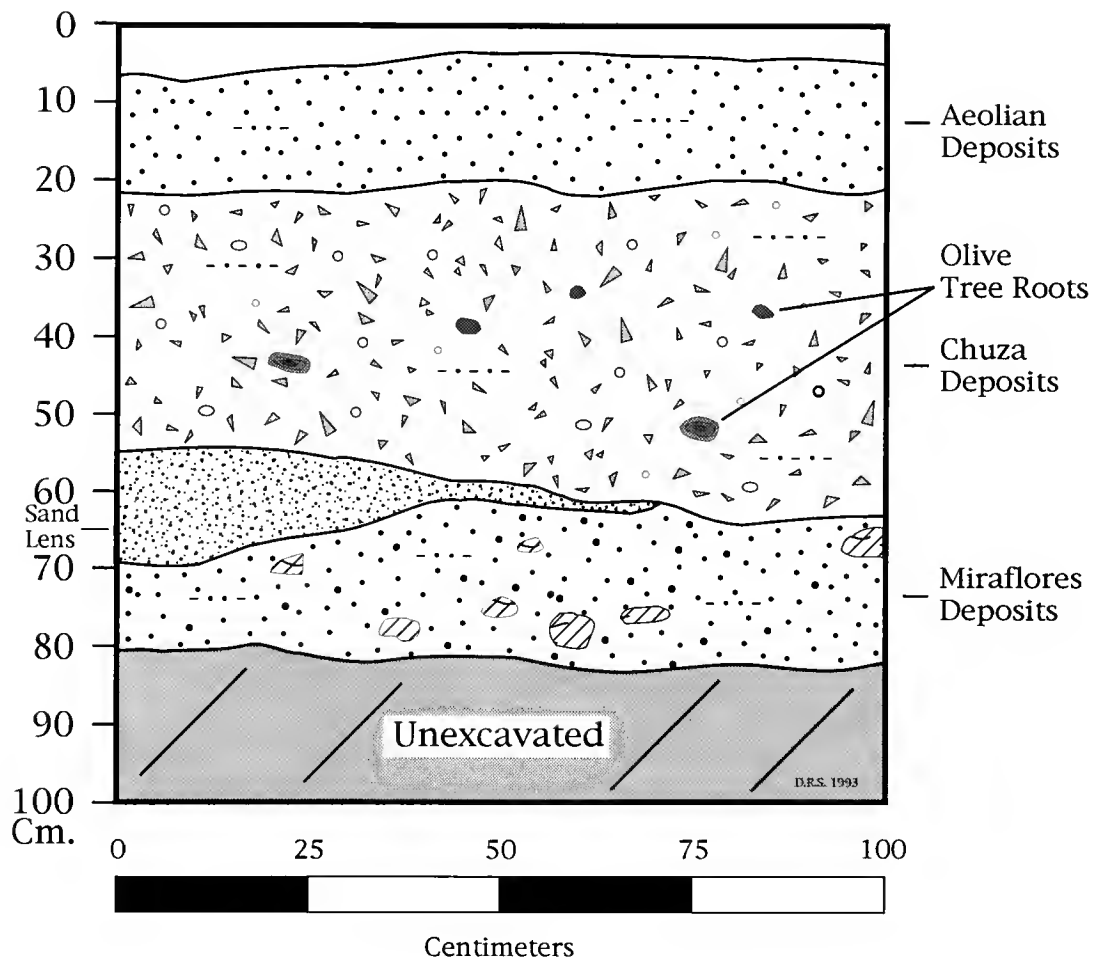 0
10
20
30
40
50
60
Sand
Lens
70
80
90
100
Cm.
Aeolian
Deposits
Olive
Tree Roots
Chuza
Deposits
Miraflores
Deposits
Unexcavated
D.R.S. 1993
0 25 50 75 100
Centimeters